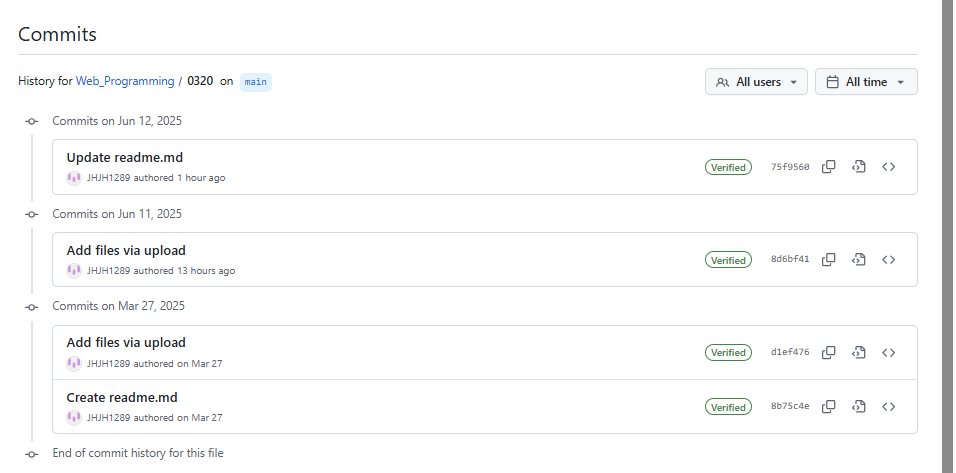 Commits
History for Web_Programming / 0320 on main
All users
All time
Commits on Jun 12, 2025
Update readme.md
JHJH1289 authored 1 hour ago
Verified
75f9560
Commits on Jun 11, 2025
Add files via upload
JHJH1289 authored 13 hours ago
Verified
8d6bf41
Commits on Mar 27, 2025
Add files via upload
JHJH1289 authored on Mar 27
Verified
d1ef476
Create readme.md
JHJH1289 authored on Mar 27
Verified
8b75c4e
End of commit history for this file